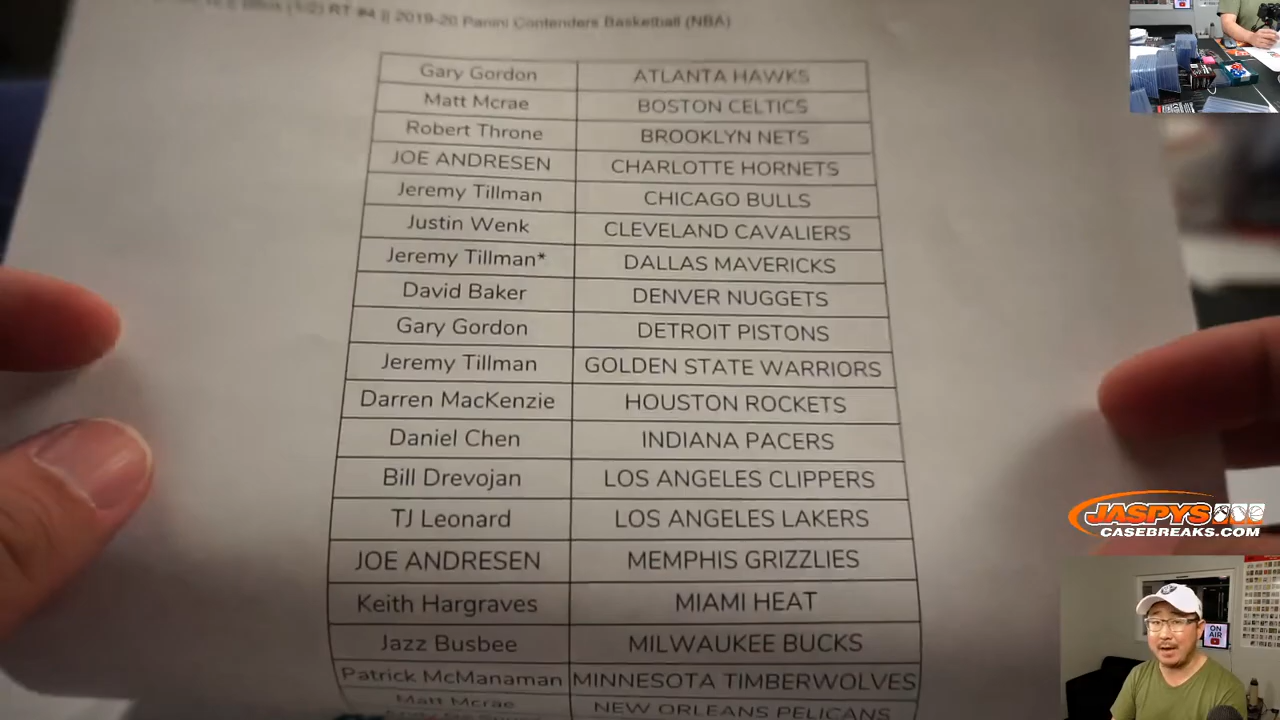 RT #4 || 2019-20 Panini Contenders Basketball (NBA)
Gary Gordon ATLANTA HAWKS
Matt Mcrae BOSTON CELTICS
Robert Throne BROOKLYN NETS
JOE ANDRESEN CHARLOTTE HORNETS
Jeremy Tillman CHICAGO BULLS
Justin Wenk CLEVELAND CAVALIERS
Jeremy Tillman* DALLAS MAVERICKS
David Baker DENVER NUGGETS
Gary Gordon DETROIT PISTONS
Jeremy Tillman GOLDEN STATE WARRIORS
Darren MacKenzie HOUSTON ROCKETS
Daniel Chen INDIANA PACERS
Bill Drevojan LOS ANGELES CLIPPERS
TJ Leonard LOS ANGELES LAKERS
JOE ANDRESEN MEMPHIS GRIZZLIES
Keith Hargraves MIAMI HEAT
Jazz Busbee MILWAUKEE BUCKS
Patrick McManaman MINNESOTA TIMBERWOLVES
Matt Mcrae NEW ORLEANS PELICANS
JASPYS
CASEBREAKS.COM
ON
AIR